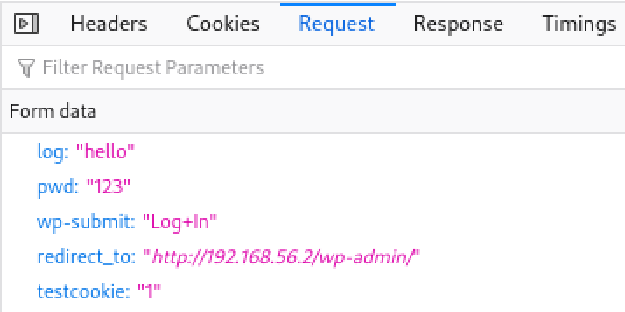 Headers Cookies Request Response Timings
Filter Request Parameters
Form data
log: "hello"
pwd: "123"
wp-submit: "Log+In"
redirect_to: "http://192.168.56.2/wp-admin/"
testcookie: "1"